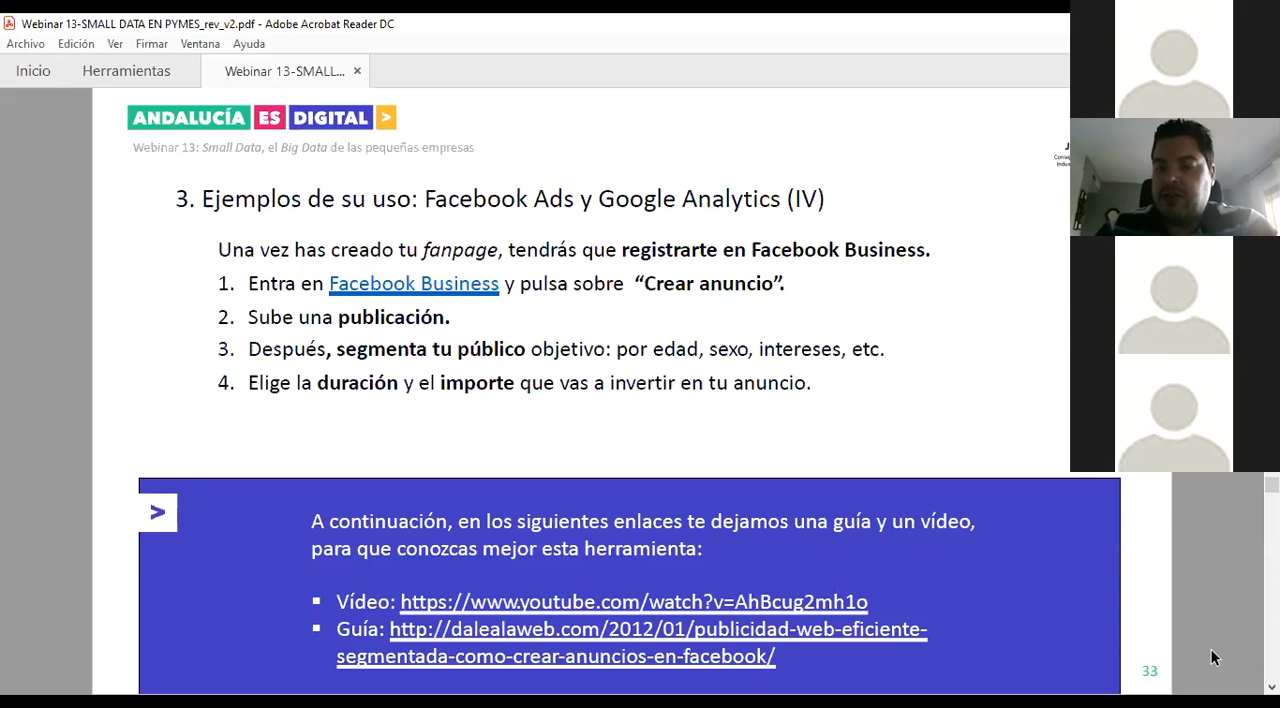 Webinar 13-SMALL DATA EN PYMES_rev_v2.pdf - Adobe Acrobat Reader DC
Archivo Edición Ver Firmar Ventana Ayuda
Inicio Herramientas Webinar 13-SMALL... ×
ANDALUCÍA ES DIGITAL >
Webinar 13: Small Data, el Big Data de las pequeñas empresas
3. Ejemplos de su uso: Facebook Ads y Google Analytics (IV)
Una vez has creado tu fanpage, tendrás que registrarte en Facebook Business.
1. Entra en Facebook Business y pulsa sobre “Crear anuncio”.
2. Sube una publicación.
3. Después, segmenta tu público objetivo: por edad, sexo, intereses, etc.
4. Elige la duración y el importe que vas a invertir en tu anuncio.
>
A continuación, en los siguientes enlaces te dejamos una guía y un vídeo,
para que conozcas mejor esta herramienta:
▪ Vídeo: https://www.youtube.com/watch?v=AhBcug2mh1o
▪ Guía: http://dalealaweb.com/2012/01/publicidad-web-eficiente-
segmentada-como-crear-anuncios-en-facebook/
33